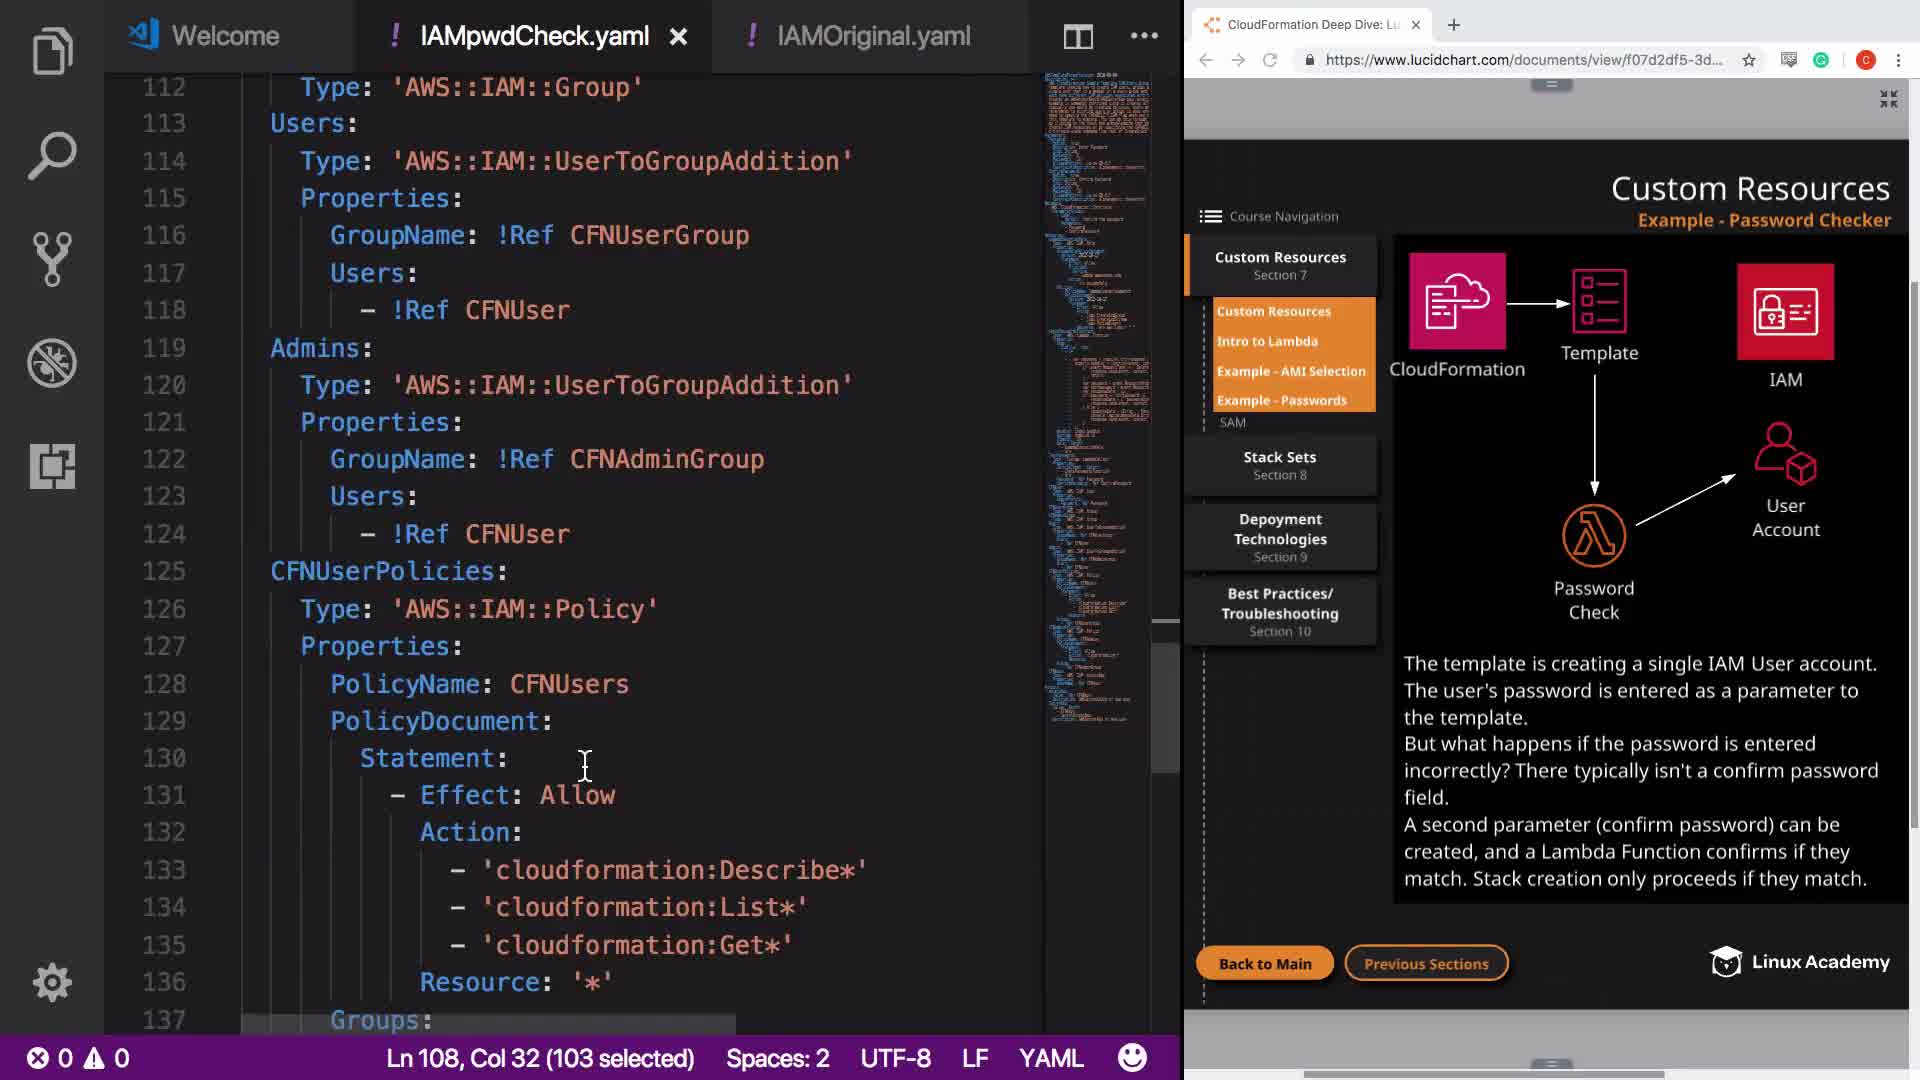 Welcome
! IAMpwdCheck.yaml ×
! IAMOriginal.yaml
112 Type: 'AWS::IAM::Group'
113 Users:
114 Type: 'AWS::IAM::UserToGroupAddition'
115 Properties:
116 GroupName: !Ref CFNUserGroup
117 Users:
118 - !Ref CFNUser
119 Admins:
120 Type: 'AWS::IAM::UserToGroupAddition'
121 Properties:
122 GroupName: !Ref CFNAdminGroup
123 Users:
124 - !Ref CFNUser
125 CFNUserPolicies:
126 Type: 'AWS::IAM::Policy'
127 Properties:
128 PolicyName: CFNUsers
129 PolicyDocument:
130 Statement:
131 - Effect: Allow
132 Action:
133 - 'cloudformation:Describe*'
134 - 'cloudformation:List*'
135 - 'cloudformation:Get*'
136 Resource: '*'
137 Groups:
0 0
Ln 108, Col 32 (103 selected)
Spaces: 2
UTF-8
LF
YAML
CloudFormation Deep Dive:
https://www.lucidchart.com/documents/view/f07d2df5-3d...
C
Custom Resources
Example - Password Checker
Course Navigation
Custom Resources
Section 7
Custom Resources
Intro to Lambda
Example - AMI Selection
Example - Passwords
SAM
Stack Sets
Section 8
Depoyment
Technologies
Section 9
Best Practices/
Troubleshooting
Section 10
CloudFormation
Template
IAM
User
Account
Password
Check
The template is creating a single IAM User account.
The user's password is entered as a parameter to
the template.
But what happens if the password is entered
incorrectly? There typically isn't a confirm password
field.
A second parameter (confirm password) can be
created, and a Lambda Function confirms if they
match. Stack creation only proceeds if they match.
Back to Main
Previous Sections
Linux Academy